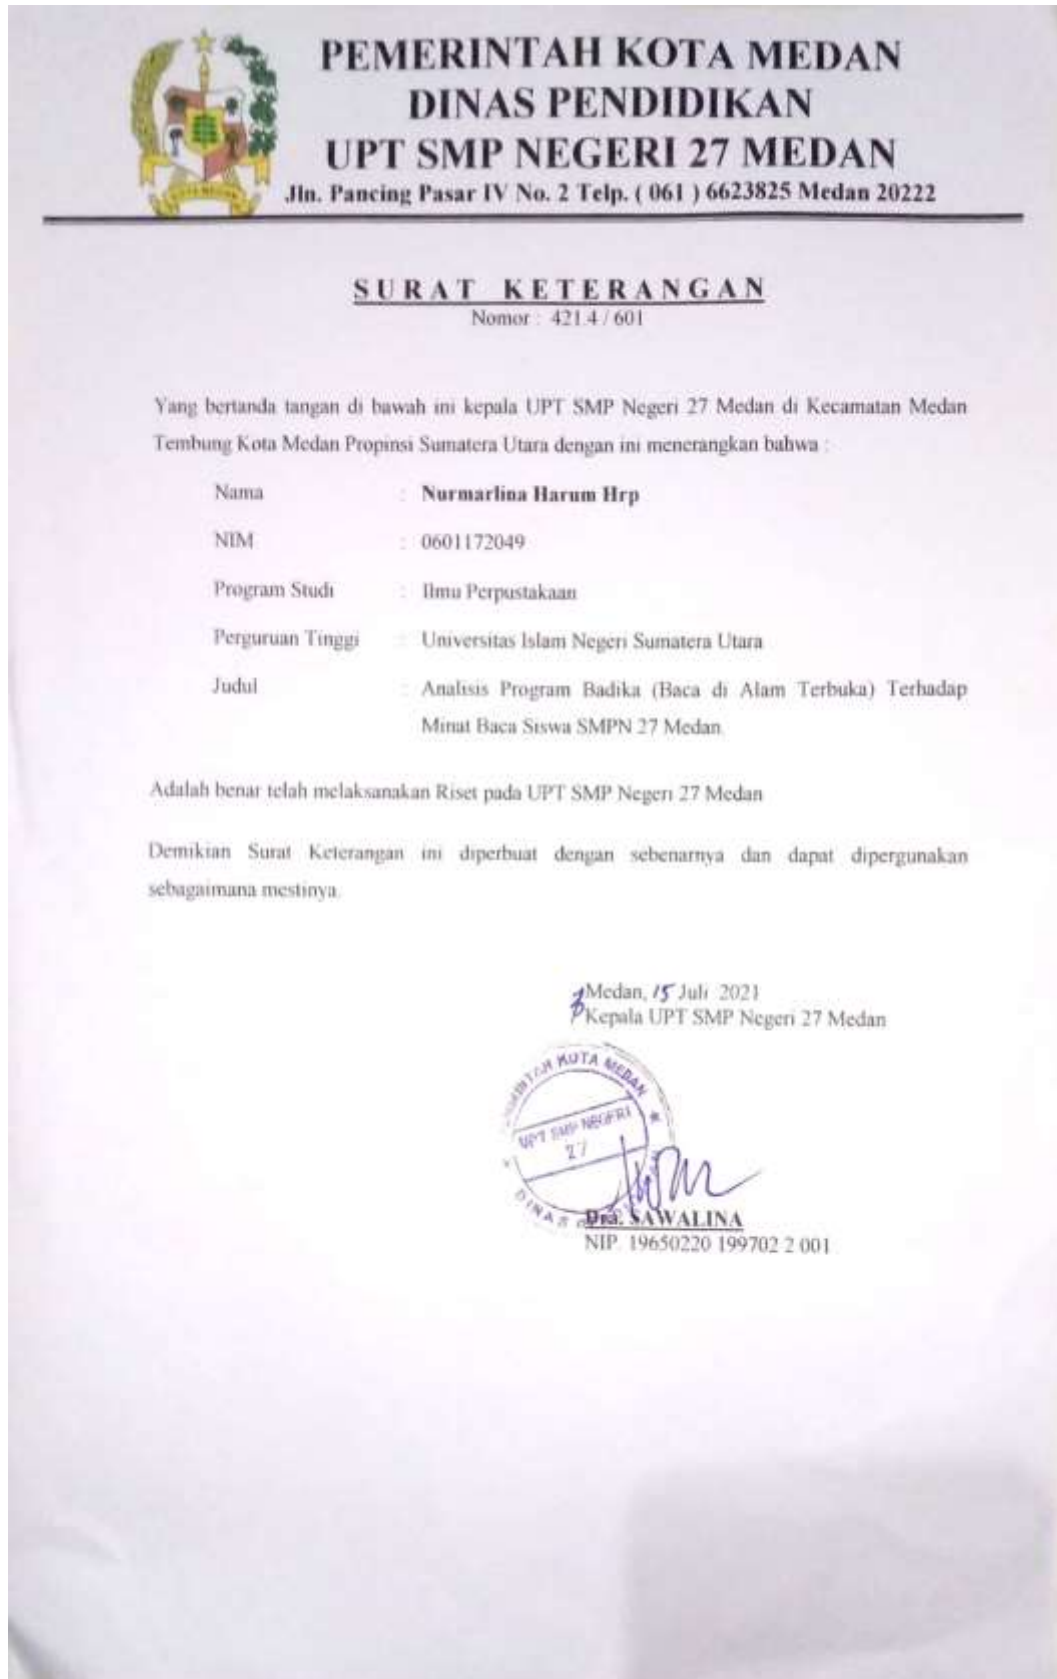 PEMERINTAH KOTA MEDAN
DINAS PENDIDIKAN
UPT SMP NEGERI 27 MEDAN
Jln. Pancing Pasar IV No. 2 Telp. ( 061 ) 6623825 Medan 20222
SURAT KETERANGAN
Nomor : 421.4 / 601
Yang bertanda tangan di bawah ini kepala UPT SMP Negeri 27 Medan di Kecamatan Medan
Tembung Kota Medan Propinsi Sumatera Utara dengan ini menerangkan bahwa :
Nama : Nurmarlina Harum Hrp
NIM : 0601172049
Program Studi : Ilmu Perpustakaan
Perguruan Tinggi : Universitas Islam Negeri Sumatera Utara
Judul : Analisis Program Badika (Baca di Alam Terbuka) Terhadap
Minat Baca Siswa SMPN 27 Medan.
Adalah benar telah melaksanakan Riset pada UPT SMP Negeri 27 Medan
Demikian Surat Keterangan ini diperbuat dengan sebenarnya dan dapat dipergunakan
sebagaimana mestinya.
Medan, 15 Juli 2021
Kepala UPT SMP Negeri 27 Medan
KOTA MEDAN
UPT SMP NEGERI
27
DINAS
Dra. SAWALINA
NIP. 19650220 199702 2 001